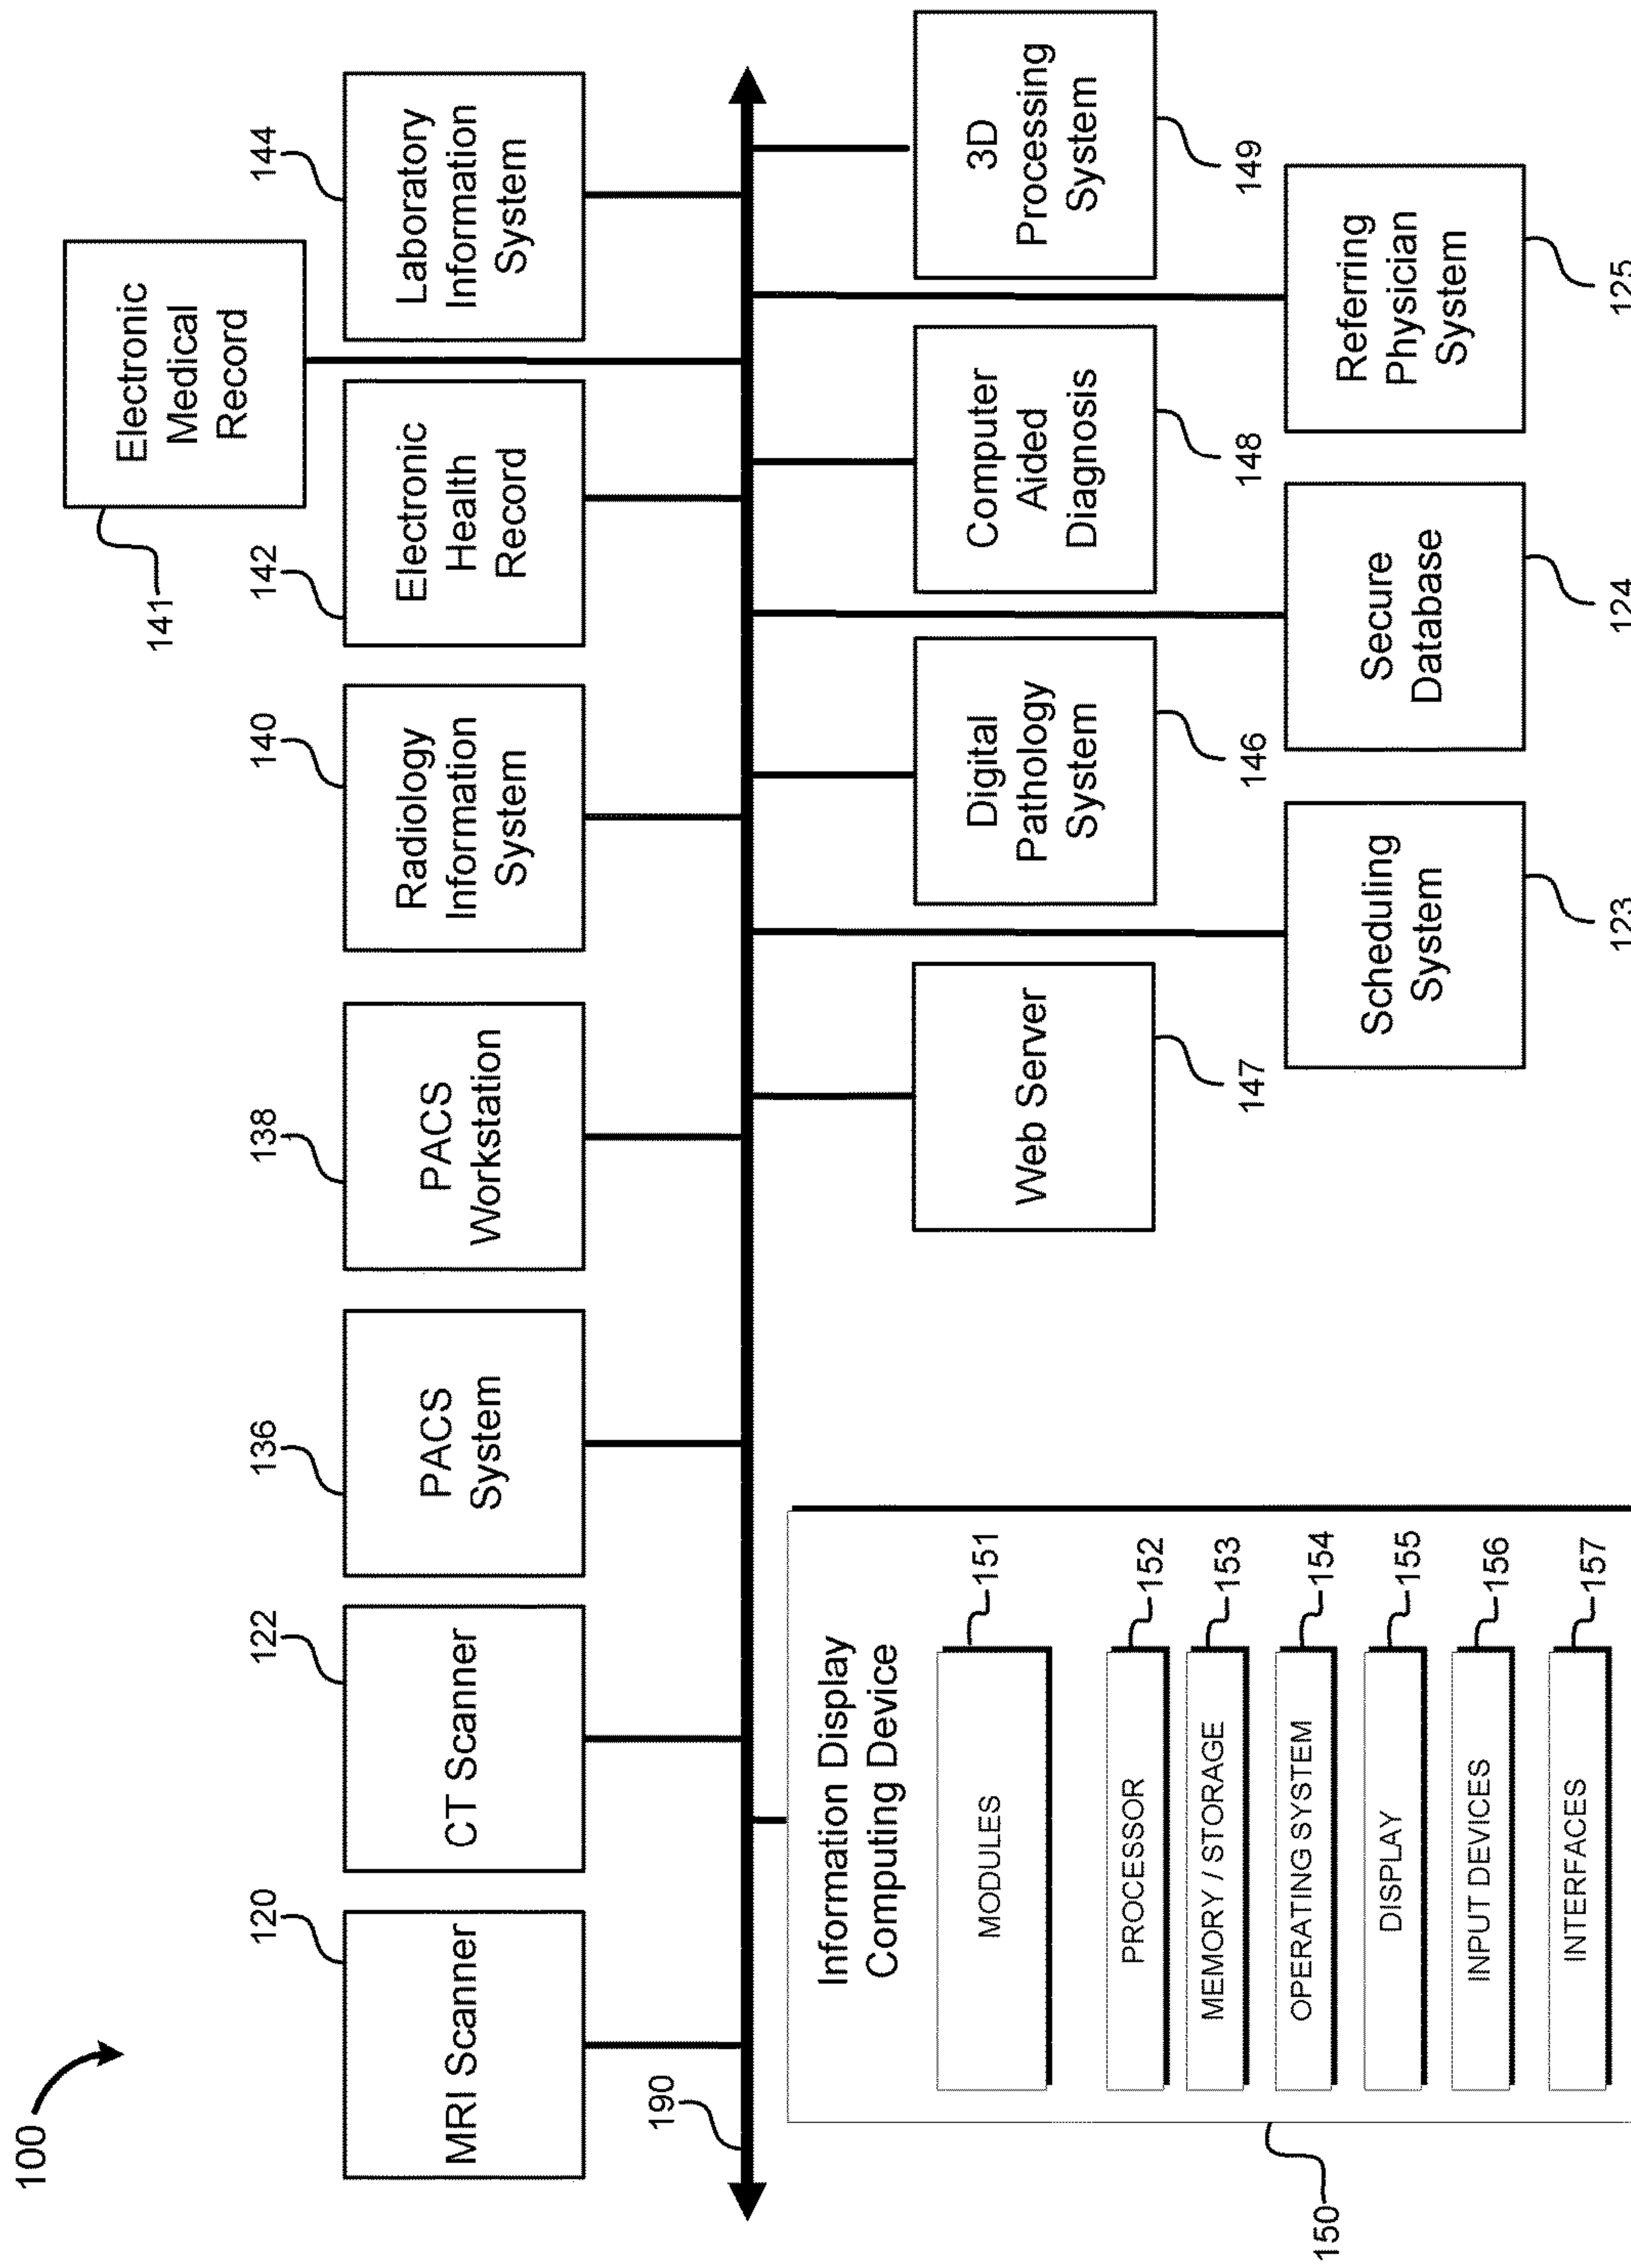 100
141
Electronic
Medical
Record
120
122
136
138
140
142
144
MRI Scanner
CT Scanner
PACS
System
PACS
Workstation
Radiology
Information
System
Electronic
Health
Record
Laboratory
Information
System
190
Information Display
Computing Device
MODULES
151
PROCESSOR
152
MEMORY / STORAGE
153
OPERATING SYSTEM
154
DISPLAY
155
INPUT DEVICES
156
INTERFACES
157
150
Web Server
147
Digital
Pathology
System
146
Computer
Aided
Diagnosis
148
3D
Processing
System
149
Scheduling
System
123
Secure
Database
124
Referring
Physician
System
125